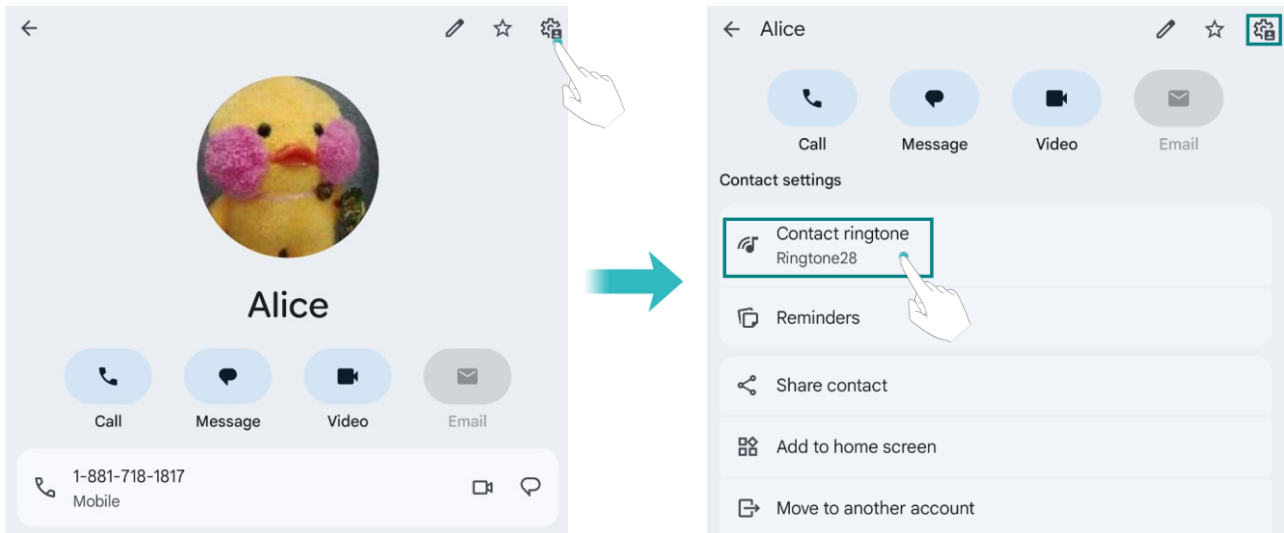 Alice
Call
Message
Video
Email
1-881-718-1817
Mobile
Alice
Call
Message
Video
Email
Contact settings
Contact ringtone
Ringtone28
Reminders
Share contact
Add to home screen
Move to another account